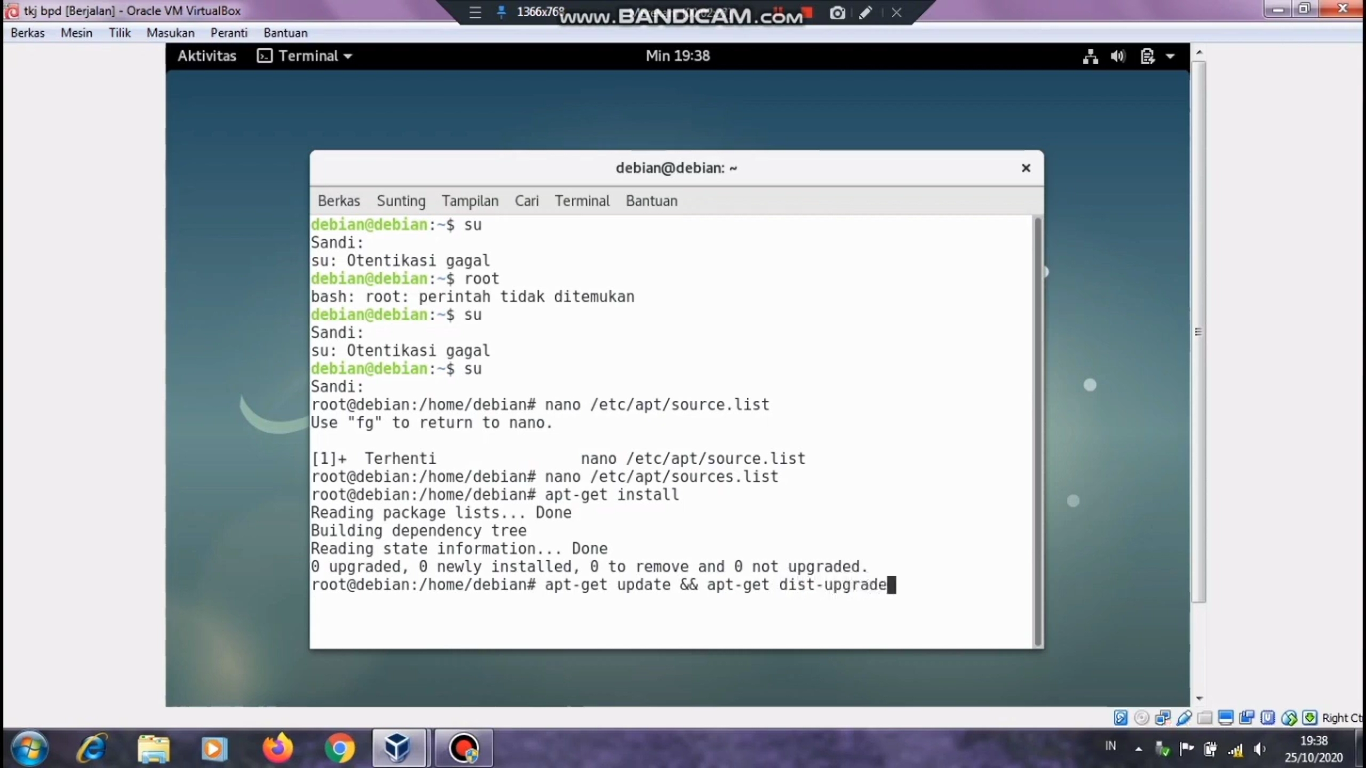 tkj bpd [Berjalan] - Oracle VM VirtualBox
1366x768
www.BANDICAM.com
Berkas Mesin Tilik Masukan Peranti Bantuan
Aktivitas Terminal Min 19:38
debian@debian: ~
Berkas Sunting Tampilan Cari Terminal Bantuan
debian@debian:~$ su
Sandi:
su: Otentikasi gagal
debian@debian:~$ root
bash: root: perintah tidak ditemukan
debian@debian:~$ su
Sandi:
su: Otentikasi gagal
debian@debian:~$ su
Sandi:
root@debian:/home/debian# nano /etc/apt/source.list
Use "fg" to return to nano.
[1]+ Terhenti nano /etc/apt/source.list
root@debian:/home/debian# nano /etc/apt/sources.list
root@debian:/home/debian# apt-get install
Reading package lists... Done
Building dependency tree
Reading state information... Done
0 upgraded, 0 newly installed, 0 to remove and 0 not upgraded.
root@debian:/home/debian# apt-get update && apt-get dist-upgrade
Right Ct
IN
19:38
25/10/2020